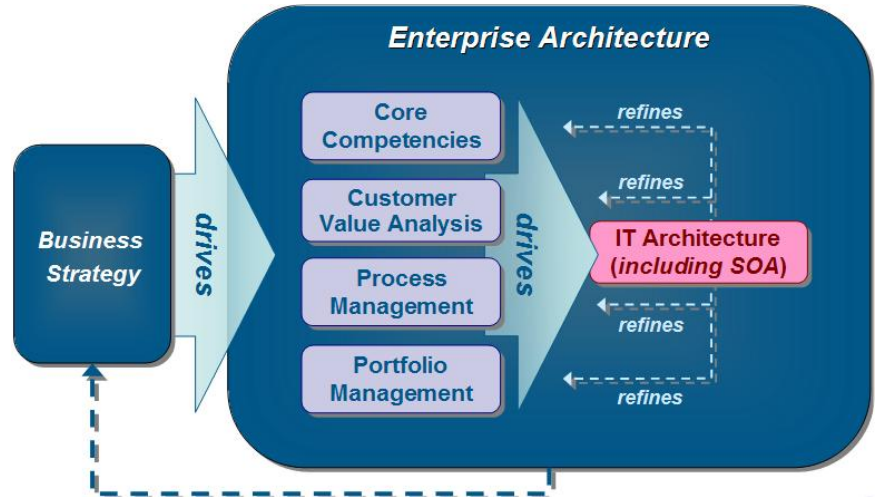 Enterprise Architecture
Business
Strategy
drives
Core
Competencies
Customer
Value Analysis
Process
Management
Portfolio
Management
drives
refines
refines
IT Architecture
(including SOA)
refines
refines